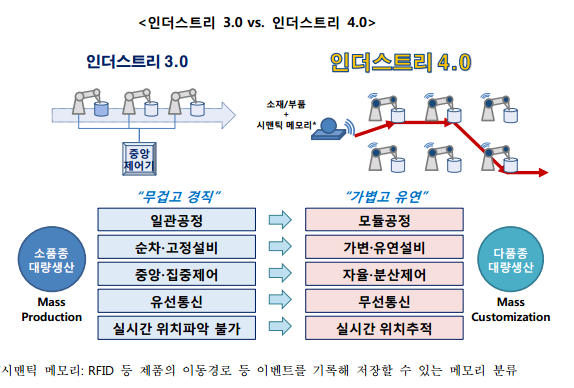 <인더스트리 3.0 vs. 인더스트리 4.0>
인더스트리 3.0
인더스트리 4.0
중앙
제어기
소재/부품
+
시맨틱 메모리*
“무겁고 경직”
“가볍고 유연”
소품종
대량생산
Mass
Production
일관공정
순차·고정설비
중앙·집중제어
유선통신
실시간 위치파악 불가
모듈공정
가변·유연설비
자율·분산제어
무선통신
실시간 위치추적
다품종
대량생산
Mass
Customization
시맨틱 메모리: RFID 등 제품의 이동경로 등 이벤트를 기록해 저장할 수 있는 메모리 분류